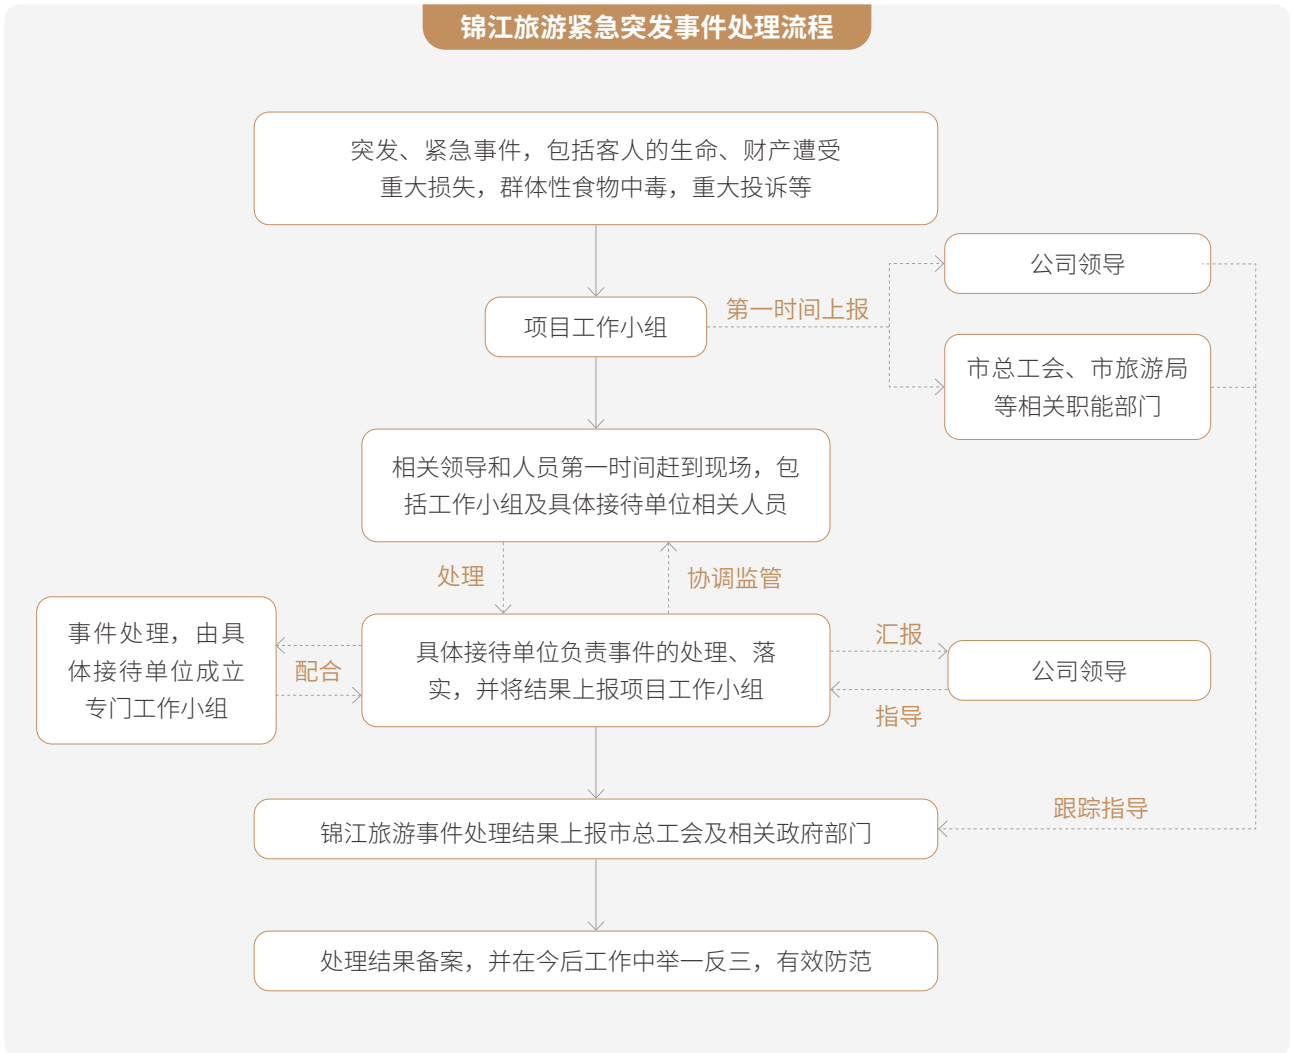 锦江旅游紧急突发事件处理流程
突发、紧急事件，包括客人的生命、财产遭受
重大损失，群体性食物中毒，重大投诉等
公司领导
第一时间上报
项目工作小组
市总工会、市旅游局
等相关职能部门
相关领导和人员第一时间赶到现场，包
括工作小组及具体接待单位相关人员
处理
协调监管
事件处理，由具
体接待单位成立
专门工作小组
配合
具体接待单位负责事件的处理、落
实，并将结果上报项目工作小组
汇报
公司领导
指导
跟踪指导
锦江旅游事件处理结果上报市总工会及相关政府部门
处理结果备案，并在今后工作中举一反三，有效防范